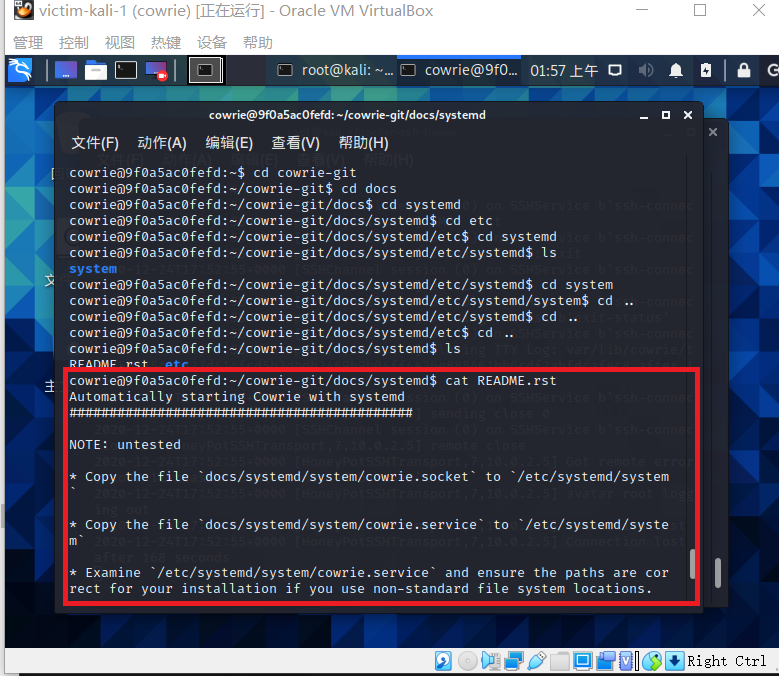 victim-kali-1 (cowrie) [正在运行] - Oracle VM VirtualBox
管理 控制 视图 热键 设备 帮助
root@kali: ~... cowrie@9f0... 01:57 上午
cowrie@9f0a5ac0fefd: ~/cowrie-git/docs/systemd
文件(F) 动作(A) 编辑(E) 查看(V) 帮助(H)
cowrie@9f0a5ac0fefd:~$ cd cowrie-git
cowrie@9f0a5ac0fefd:~/cowrie-git$ cd docs
cowrie@9f0a5ac0fefd:~/cowrie-git/docs$ cd systemd
cowrie@9f0a5ac0fefd:~/cowrie-git/docs/systemd$ cd etc
cowrie@9f0a5ac0fefd:~/cowrie-git/docs/systemd/etc$ cd systemd
cowrie@9f0a5ac0fefd:~/cowrie-git/docs/systemd/etc/systemd$ ls
system
cowrie@9f0a5ac0fefd:~/cowrie-git/docs/systemd/etc/systemd$ cd system
cowrie@9f0a5ac0fefd:~/cowrie-git/docs/systemd/etc/systemd/system$ cd ..
cowrie@9f0a5ac0fefd:~/cowrie-git/docs/systemd/etc/systemd$ cd ..
cowrie@9f0a5ac0fefd:~/cowrie-git/docs/systemd/etc$ cd ..
cowrie@9f0a5ac0fefd:~/cowrie-git/docs/systemd$ ls
README.rst etc
cowrie@9f0a5ac0fefd:~/cowrie-git/docs/systemd$ cat README.rst
Automatically starting Cowrie with systemd
###########################################
NOTE: untested
* Copy the file `docs/systemd/system/cowrie.socket` to `/etc/systemd/system
`
* Copy the file `docs/systemd/system/cowrie.service` to `/etc/systemd/syste
m`
* Examine `/etc/systemd/system/cowrie.service` and ensure the paths are cor
rect for your installation if you use non-standard file system locations.
Right Ctrl